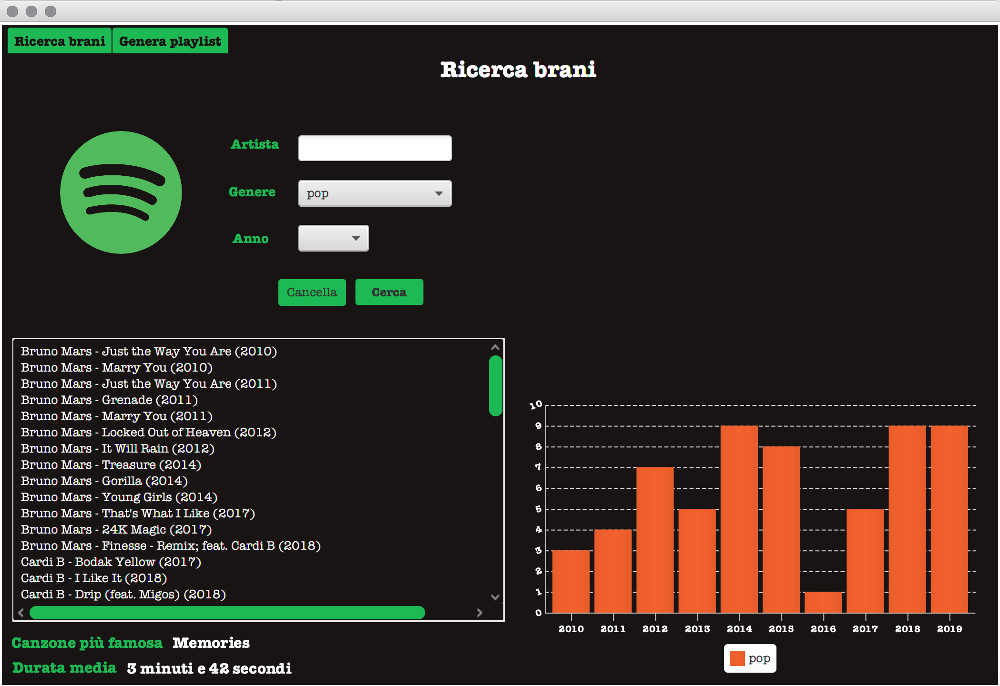 Ricerca brani Genera playlist
Ricerca brani
Artista
Genere pop
Anno
Cancella Cerca
Bruno Mars - Just the Way You Are (2010)
Bruno Mars - Marry You (2010)
Bruno Mars - Just the Way You Are (2011)
Bruno Mars - Grenade (2011)
Bruno Mars - Marry You (2011)
Bruno Mars - Locked Out of Heaven (2012)
Bruno Mars - It Will Rain (2012)
Bruno Mars - Treasure (2014)
Bruno Mars - Gorilla (2014)
Bruno Mars - Young Girls (2014)
Bruno Mars - That's What I Like (2017)
Bruno Mars - 24K Magic (2017)
Bruno Mars - Finesse - Remix; feat. Cardi B (2018)
Cardi B - Bodak Yellow (2017)
Cardi B - I Like It (2018)
Cardi B - Drip (feat. Migos) (2018)
Canzone più famosa Memories
Durata media 3 minuti e 42 secondi
10
9
8
7
6
5
4
3
2
1
0
2010 2011 2012 2013 2014 2015 2016 2017 2018 2019
pop